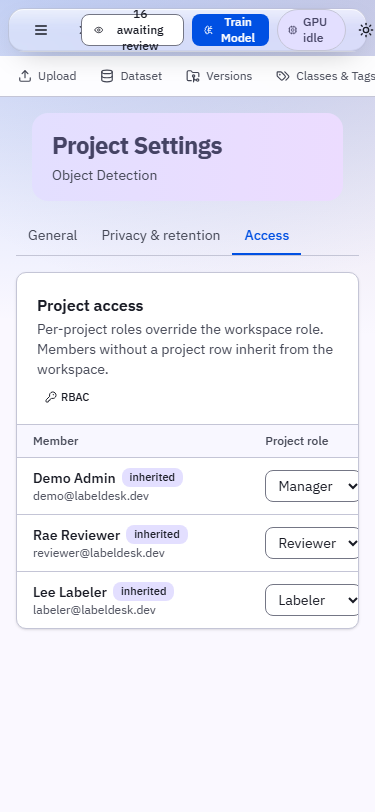 16
awaiting
review
Train
Model
GPU
idle
Upload Dataset Versions Classes & Tags
Project Settings
Object Detection
General Privacy & retention Access
Project access
Per-project roles override the workspace role.
Members without a project row inherit from the
workspace.
RBAC
Member Project role
Demo Admin inherited Manager
demo@labeldesk.dev
Rae Reviewer inherited Reviewer
reviewer@labeldesk.dev
Lee Labeler inherited Labeler
labeler@labeldesk.dev